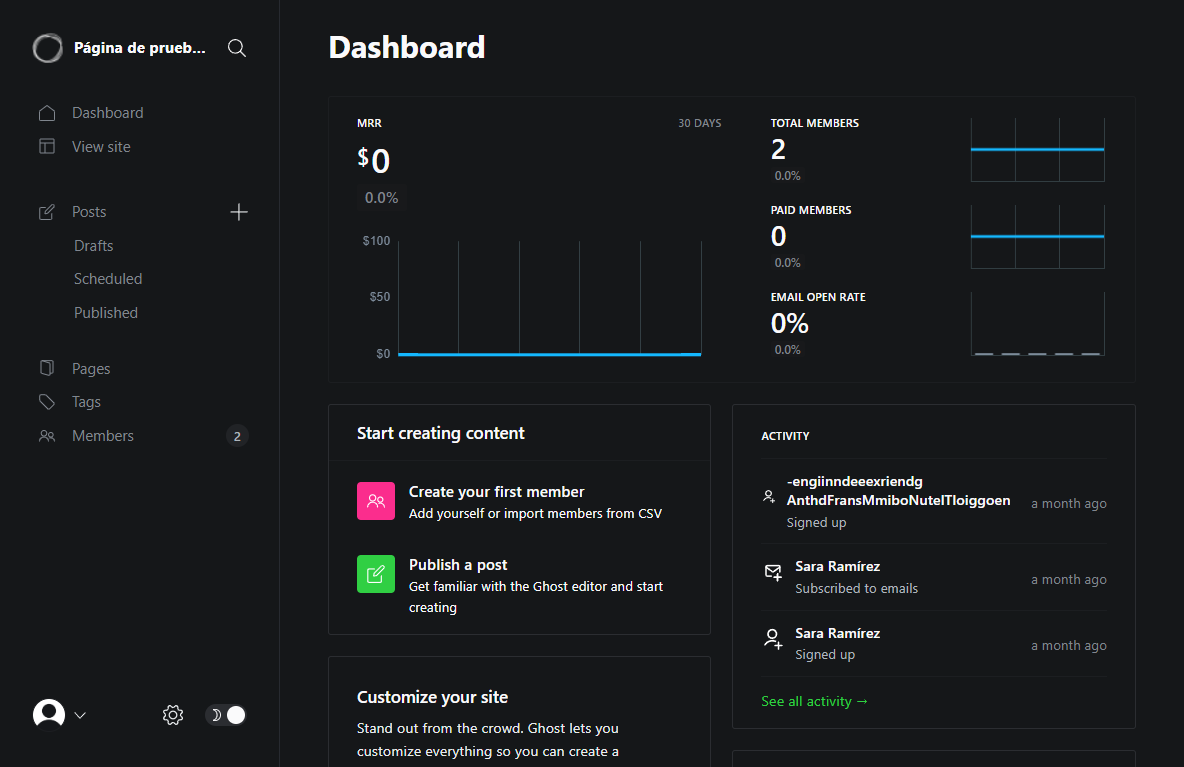 Página de prueb...
Dashboard
View site
Posts
Drafts
Scheduled
Published
Pages
Tags
Members
2
Dashboard
MRR
30 DAYS
$0
0.0%
$100
$50
$0
TOTAL MEMBERS
2
0.0%
PAID MEMBERS
0
0.0%
EMAIL OPEN RATE
0%
0.0%
Start creating content
Create your first member
Add yourself or import members from CSV
Publish a post
Get familiar with the Ghost editor and start
creating
Customize your site
Stand out from the crowd. Ghost lets you
customize everything so you can create a
ACTIVITY
-engiinndeeexriendg
AnthdFransMmiboNutelTloiggoen
a month ago
Signed up
Sara Ramírez
Subscribed to emails
a month ago
Sara Ramírez
Signed up
a month ago
See all activity →